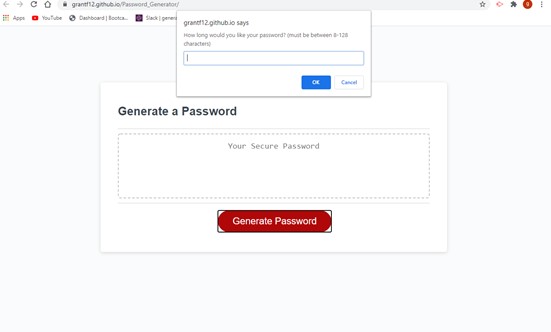 grantf12.github.io/Password_Generator/
Apps YouTube Dashboard | Bootca... Slack | genera
grantf12.github.io says
How long would you like your password? (must be between 8-128
characters)
OK Cancel
Generate a Password
Your Secure Password
Generate Password